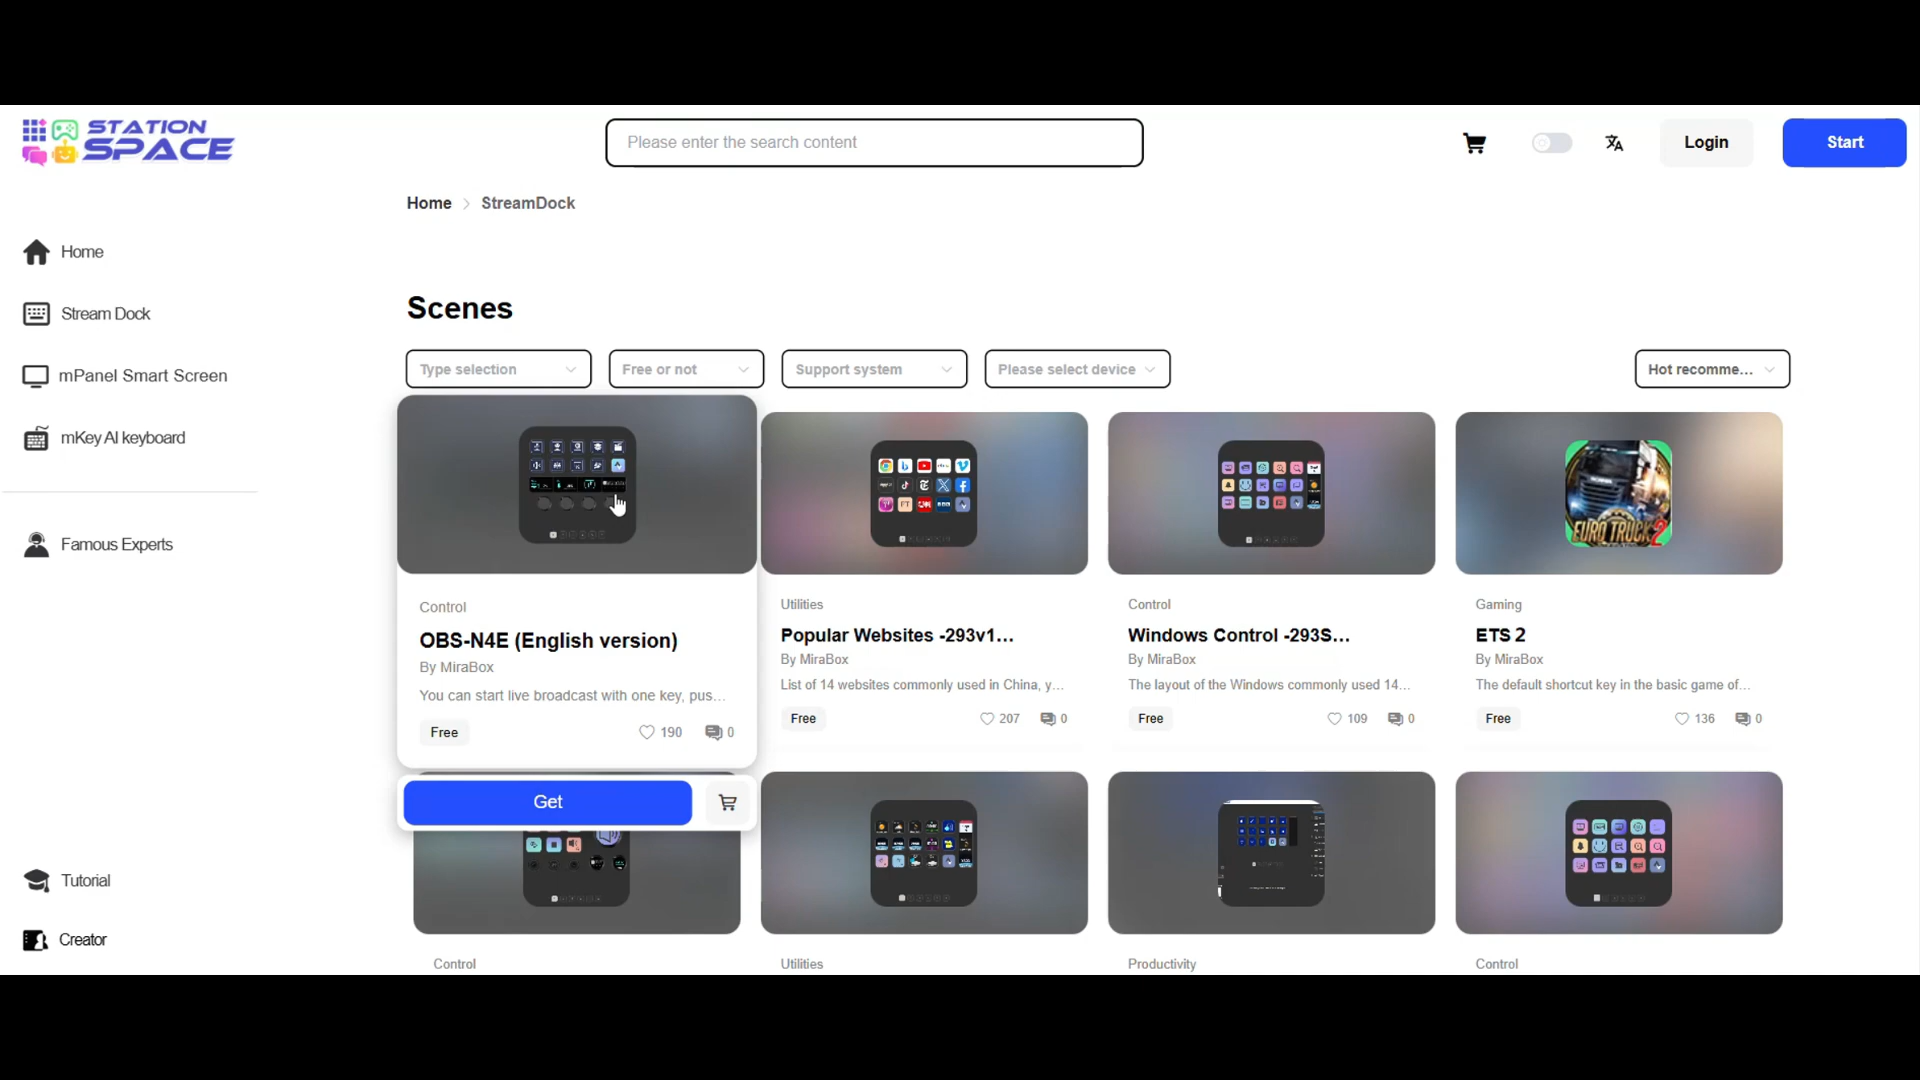 STATION
SPACE
Please enter the search content
Login
Start
Home
StreamDock
Home
Stream Dock
mPanel Smart Screen
mKey AI keyboard
Famous Experts
Tutorial
Creator
Scenes
Type selection
Free or not
Support system
Please select device
Hot recomme...
Control
OBS-N4E (English version)
By MiraBox
You can start live broadcast with one key, pus...
Free
190
0
Get
Utilities
Popular Websites -293v1...
By MiraBox
List of 14 websites commonly used in China, y...
Free
207
0
Control
Windows Control -293S...
By MiraBox
The layout of the Windows commonly used 14...
Free
109
0
EURO TRUCK 2
Gaming
ETS 2
By MiraBox
The default shortcut key in the basic game of...
Free
136
0
Control
Utilities
Productivity
Control